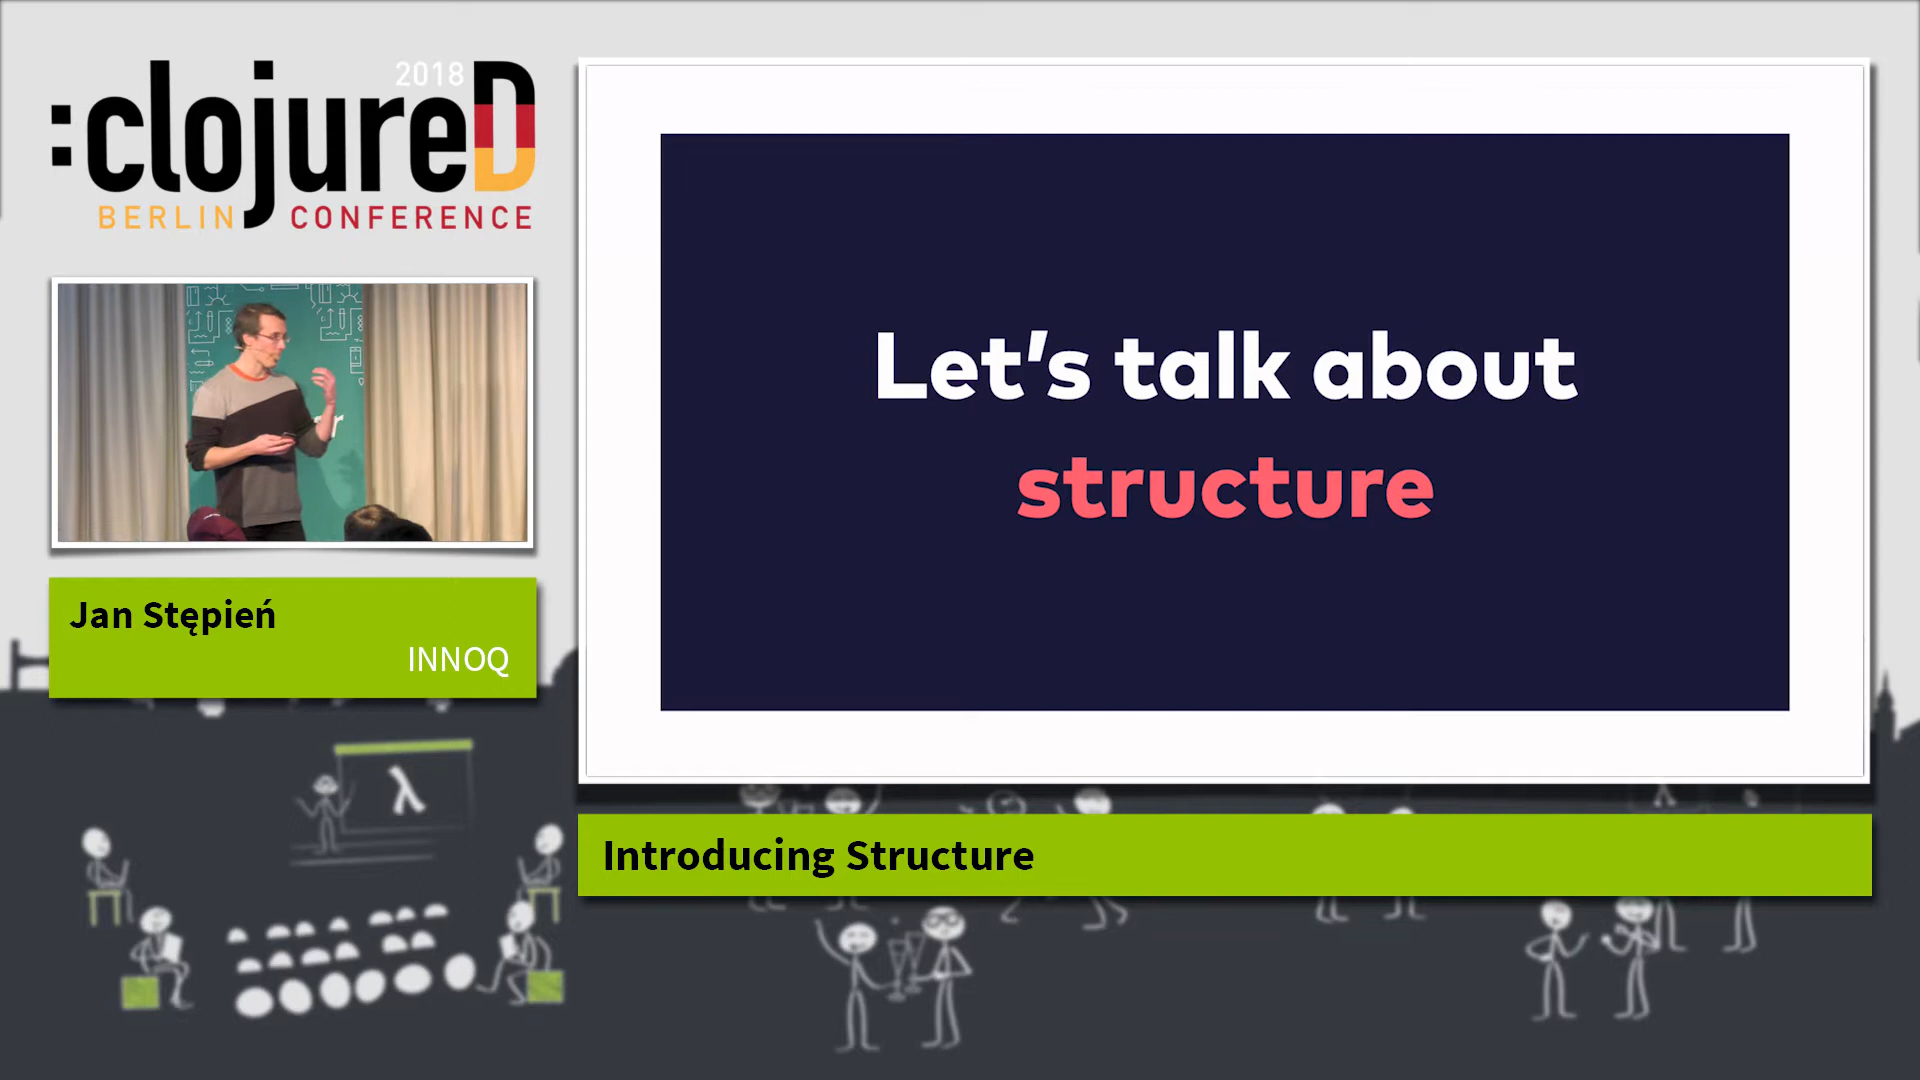 2018
:clojureD
BERLIN CONFERENCE
Let's talk about
structure
Jan Stępień
INNOQ
λ
Introducing Structure